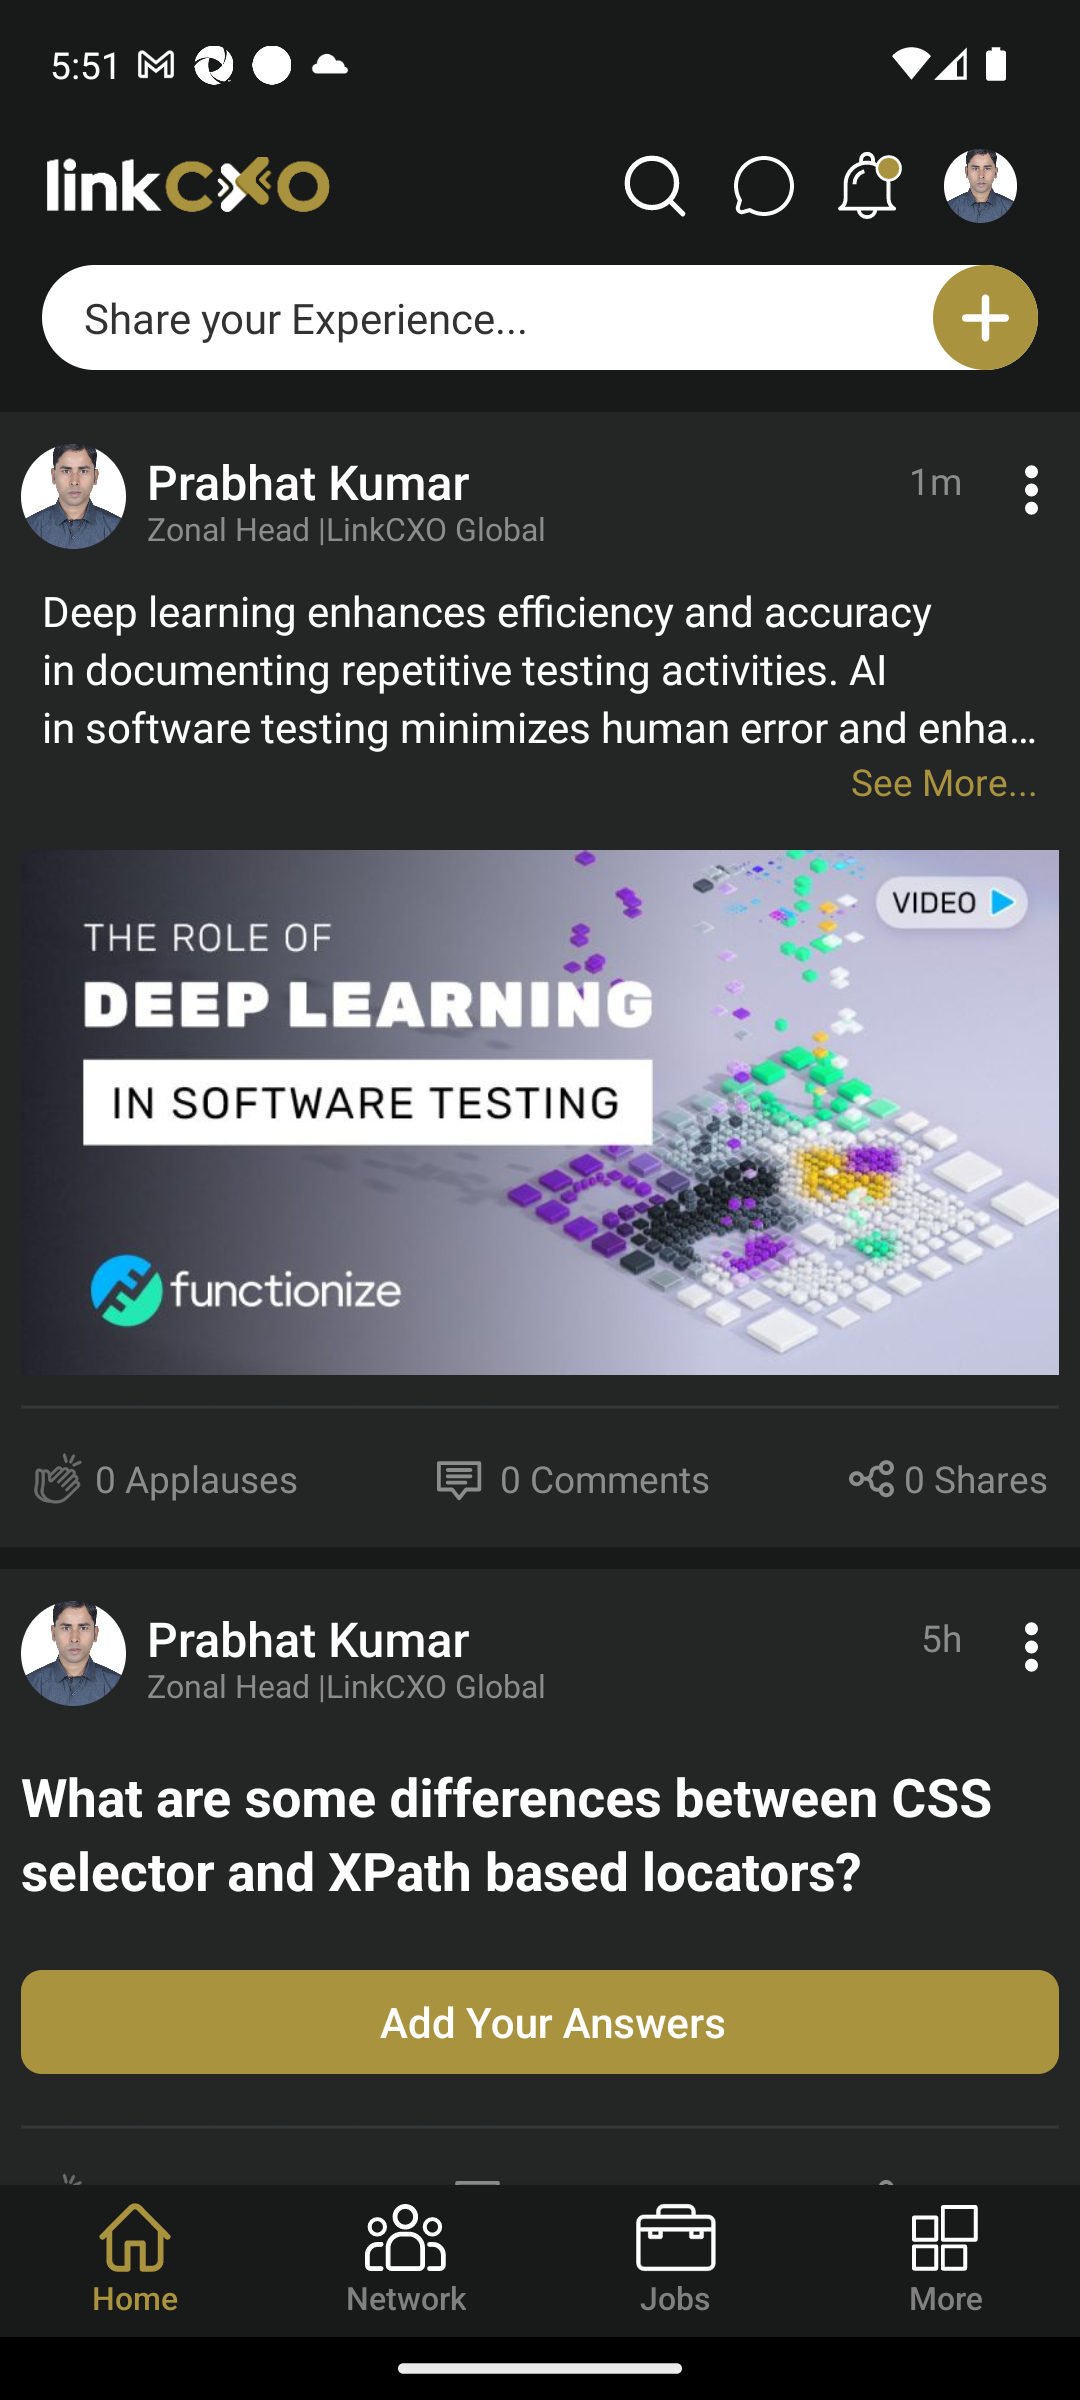 5:51
linkCXO
Share your Experience...
Prabhat Kumar
1m
Zonal Head |LinkCXO Global
Deep learning enhances efficiency and accuracy
in documenting repetitive testing activities. AI
in software testing minimizes human error and enha...
See More...
VIDEO
THE ROLE OF
DEEP LEARNING
IN SOFTWARE TESTING
functionize
0 Applauses
0 Comments
0 Shares
Prabhat Kumar
5h
Zonal Head |LinkCXO Global
What are some differences between CSS
selector and XPath based locators?
Add Your Answers
Home
Network
Jobs
More